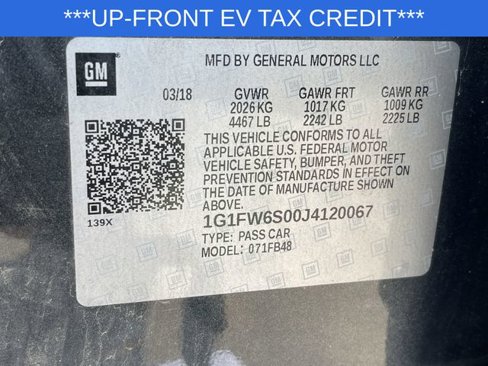 ***UP-FRONT EV TAX CREDIT***
GM
MFD BY GENERAL MOTORS LLC
03/18 GVWR GAWR FRT GAWR RR
2026 KG 1017 KG 1009 KG
4467 LB 2242 LB 2225 LB
THIS VEHICLE CONFORMS TO ALL
APPLICABLE U.S. FEDERAL MOTOR
VEHICLE SAFETY, BUMPER, AND THEFT
PREVENTION STANDARDS IN EFFECT ON
THE DATE OF MANUFACTURE SHOWN
ABOVE.
139X
1G1FW6S00J4120067
TYPE: PASS CAR
MODEL: 071FB48